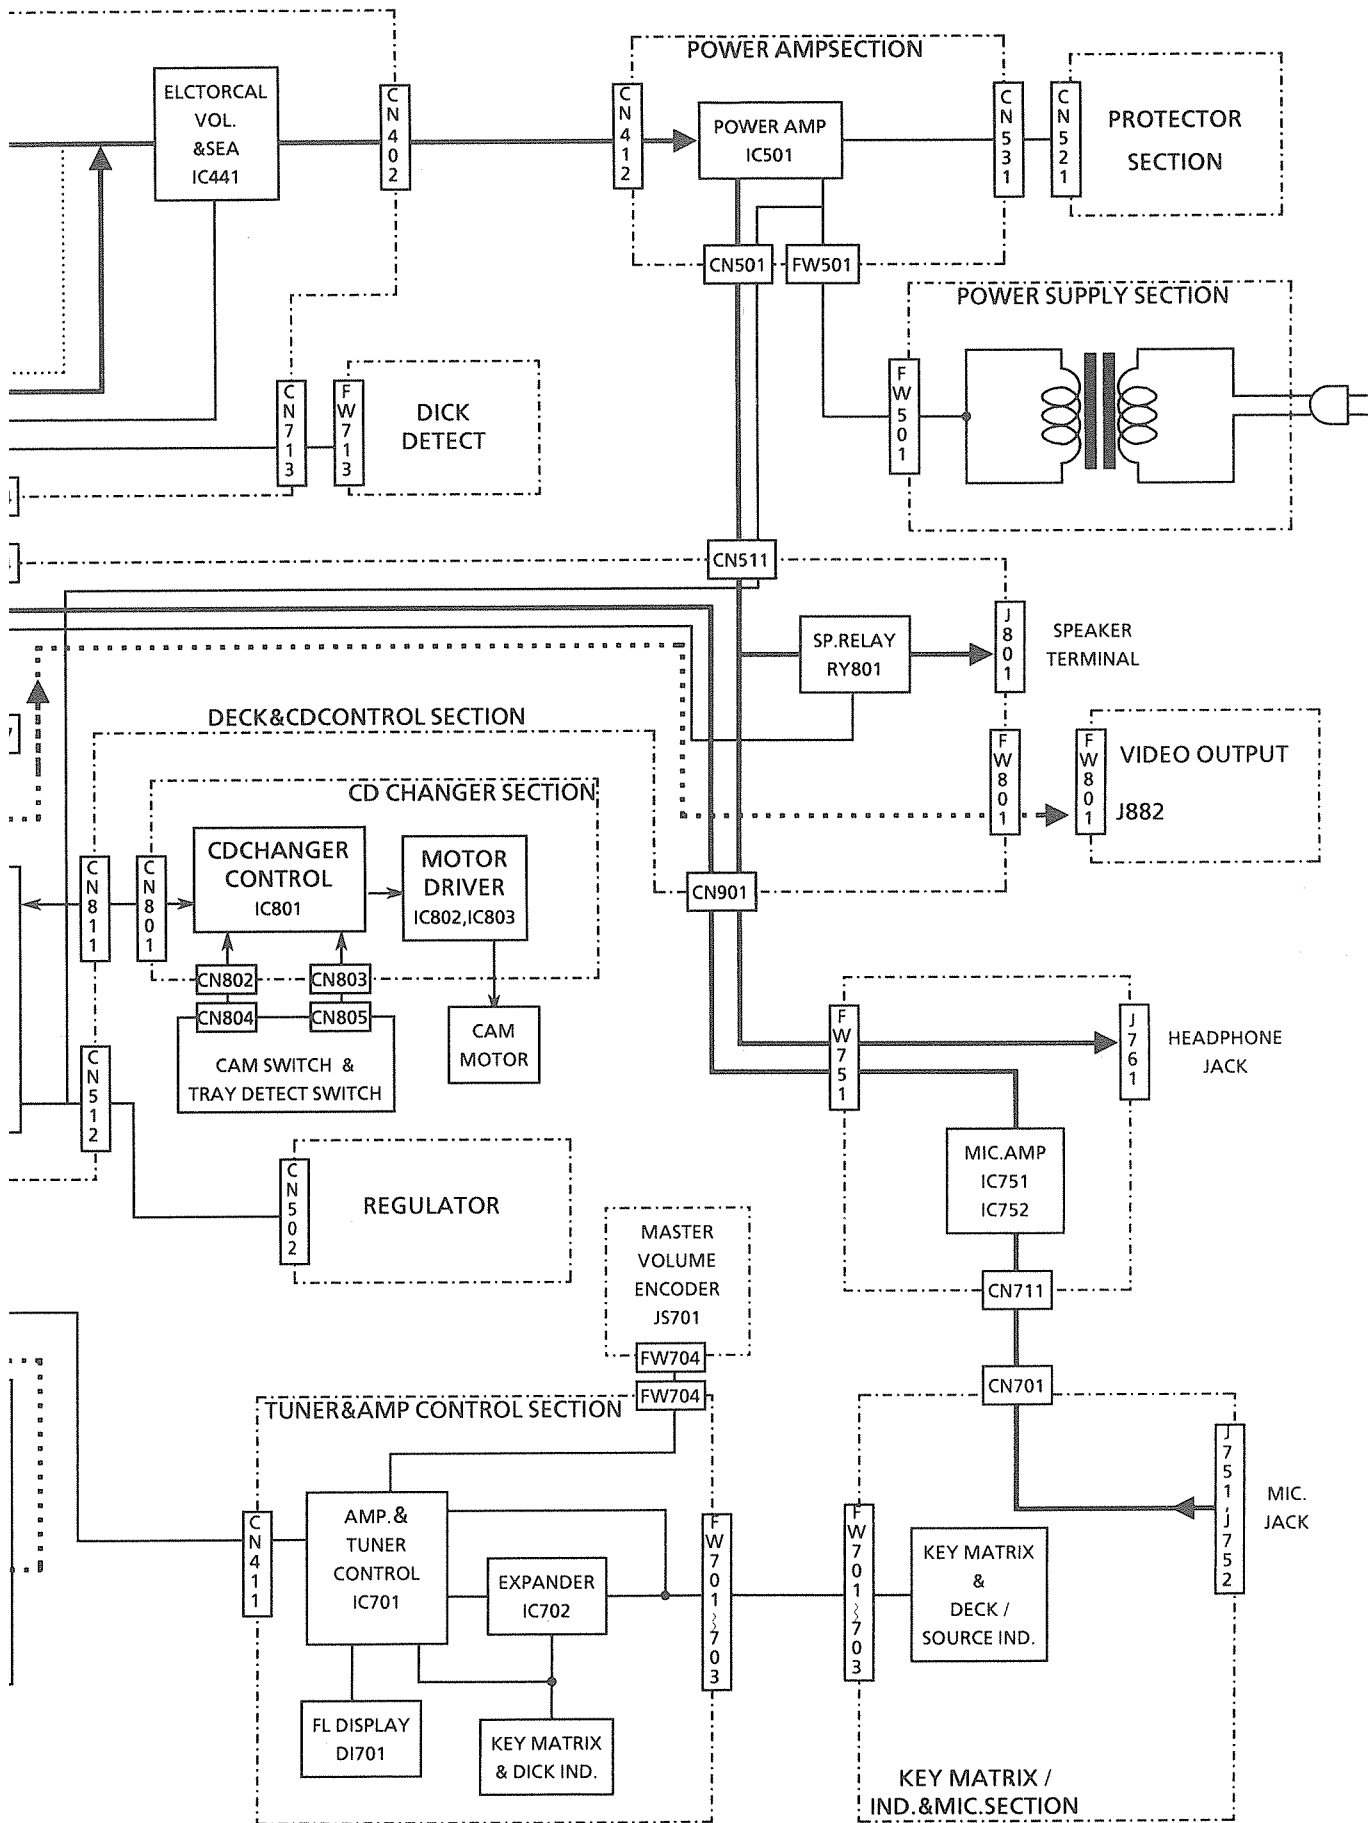 POWER AMPSECTION
ELCTORCAL
VOL.
&SEA
IC441
CN402
CN412
POWER AMP
IC501
CN531
CN521
PROTECTOR
SECTION
CN501
FW501
POWER SUPPLY SECTION
FW501
CN713
FW713
DICK
DETECT
CN511
SP.RELAY
RY801
J801
SPEAKER
TERMINAL
DECK&CDCONTROL SECTION
FW801
FW801
VIDEO OUTPUT
J882
CD CHANGER SECTION
CN811
CN801
CDCHANGER
CONTROL
IC801
MOTOR
DRIVER
IC802,IC803
CN901
CN802
CN803
CN804
CN805
CAM SWITCH &
TRAY DETECT SWITCH
CAM
MOTOR
FW751
J761
HEADPHONE
JACK
CN512
MIC.AMP
IC751
IC752
CN502
REGULATOR
MASTER
VOLUME
ENCODER
JS701
CN711
FW704
FW704
CN701
TUNER&AMP CONTROL SECTION
CN411
AMP.&
TUNER
CONTROL
IC701
EXPANDER
IC702
FW701~703
FW701~703
KEY MATRIX
&
DECK /
SOURCE IND.
J751,J752
MIC.
JACK
FL DISPLAY
DI701
KEY MATRIX
& DICK IND.
KEY MATRIX /
IND.&MIC.SECTION